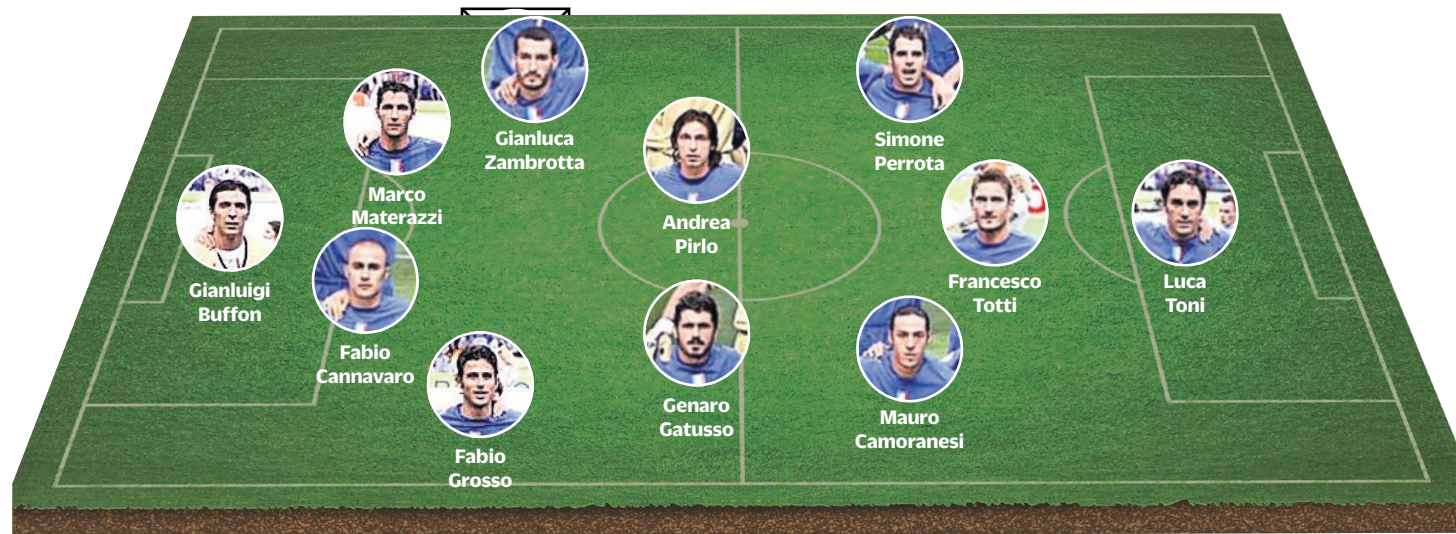 Gianluigi
Buffon
Marco
Materazzi
Fabio
Cannavaro
Gianluca
Zambrotta
Fabio
Grosso
Andrea
Pirlo
Genaro
Gatusso
Simone
Perrota
Mauro
Camoranesi
Francesco
Totti
Luca
Toni